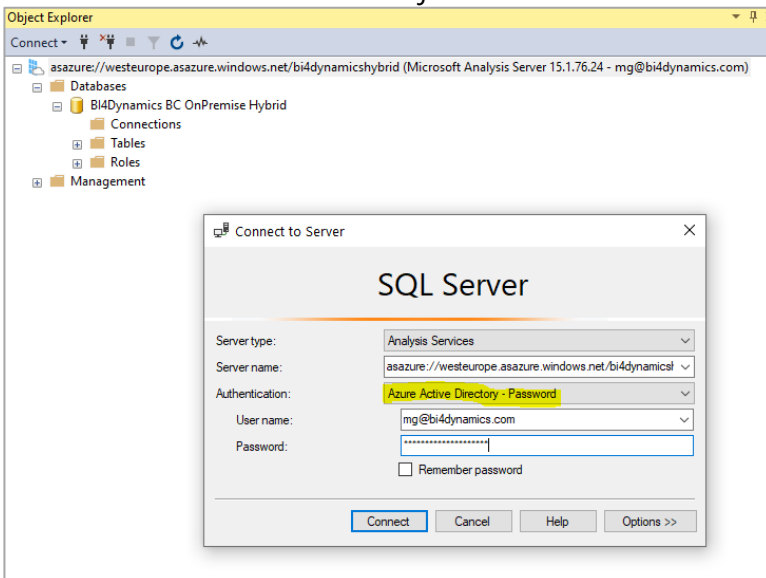 Object Explorer
Connect
asazure://westeurope.asazure.windows.net/bi4dynamicshybrid (Microsoft Analysis Server 15.1.76.24 - mg@bi4dynamics.com)
Databases
BI4Dynamics BC OnPremise Hybrid
Connections
Tables
Roles
Management
Connect to Server
SQL Server
Server type: Analysis Services
Server name: asazure://westeurope.asazure.windows.net/bi4dynamicsh
Authentication: Azure Active Directory - Password
User name: mg@bi4dynamics.com
Password: ********************
Remember password
Connect Cancel Help Options >>